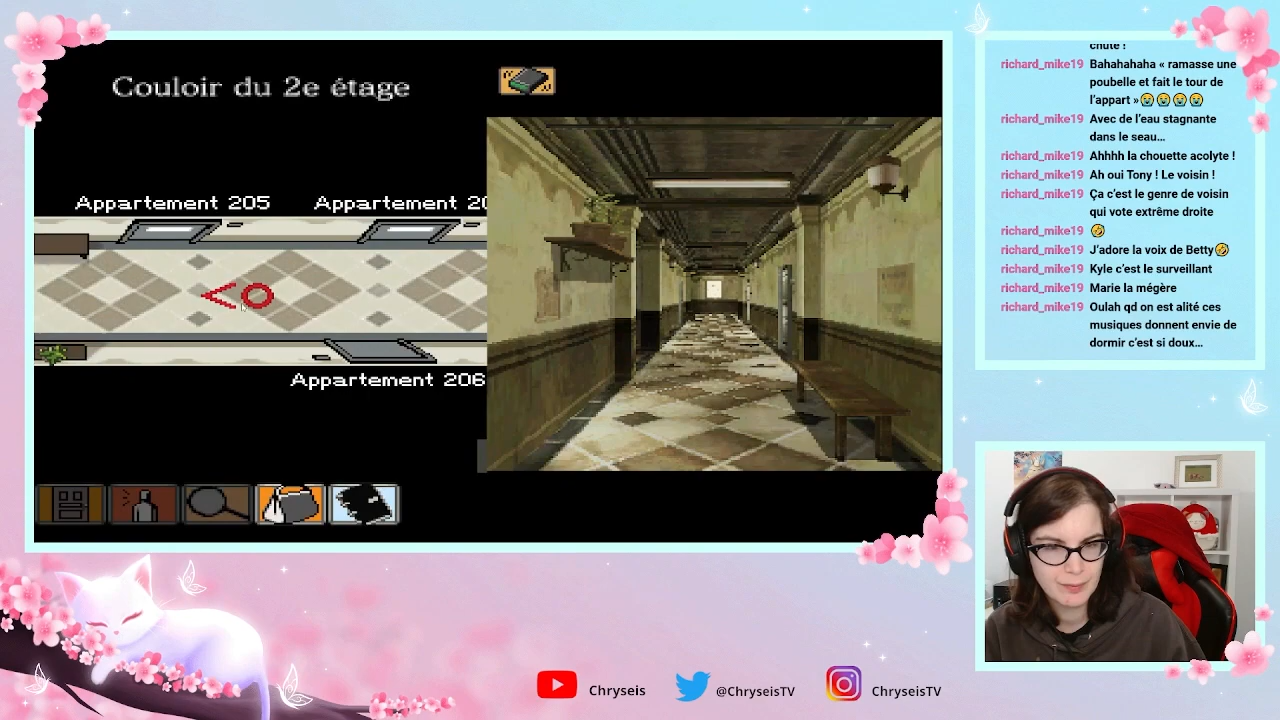 Couloir du 2e étage
Appartement 205
Appartement 20
Appartement 206
chute !
richard_mike19 Bahahahaha « ramasse une
poubelle et fait le tour de
l'appart »😭😭😭😭
richard_mike19 Avec de l'eau stagnante
dans le seau…
richard_mike19 Ahhhh la chouette acolyte !
richard_mike19 Ah oui Tony ! Le voisin !
richard_mike19 Ça c'est le genre de voisin
qui vote extrême droite
richard_mike19 🤣
richard_mike19 J'adore la voix de Betty🤣
richard_mike19 Kyle c'est le surveillant
richard_mike19 Marie la mégère
richard_mike19 Oulah qd on est alité ces
musiques donnent envie de
dormir c'est si doux…
Chryseis
@ChryseisTV
ChryseisTV